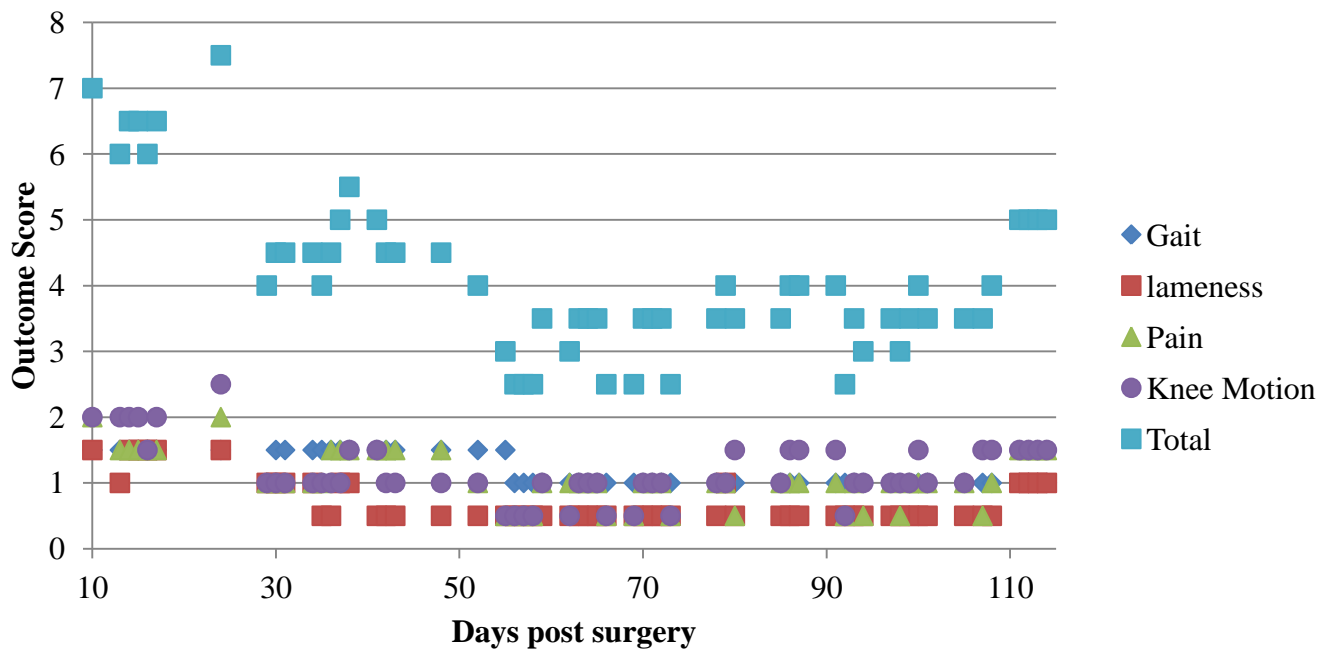 8
7
6
5
4
3
2
1
0
Outcome Score
10 30 50 70 90 110
Days post surgery
Gait
lameness
Pain
Knee Motion
Total